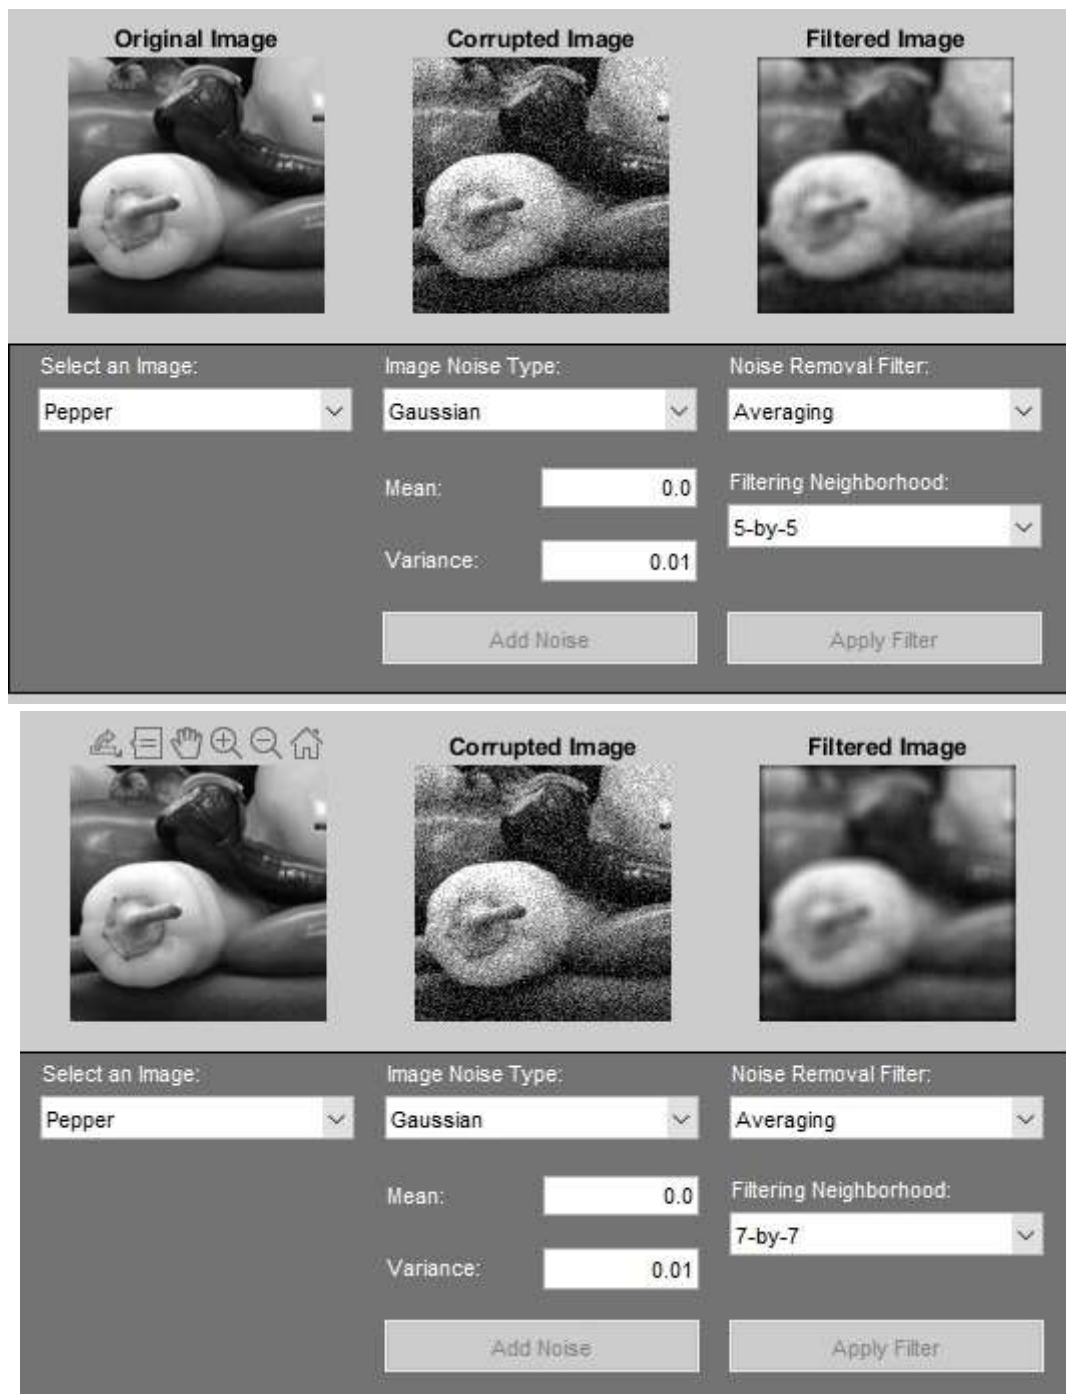 Original Image Corrupted Image Filtered Image
Select an Image: Image Noise Type: Noise Removal Filter:
Pepper Gaussian Averaging
Mean: 0.0 Filtering Neighborhood:
5-by-5
Variance: 0.01
Add Noise Apply Filter
Corrupted Image Filtered Image
Select an Image: Image Noise Type: Noise Removal Filter:
Pepper Gaussian Averaging
Mean: 0.0 Filtering Neighborhood:
7-by-7
Variance: 0.01
Add Noise Apply Filter